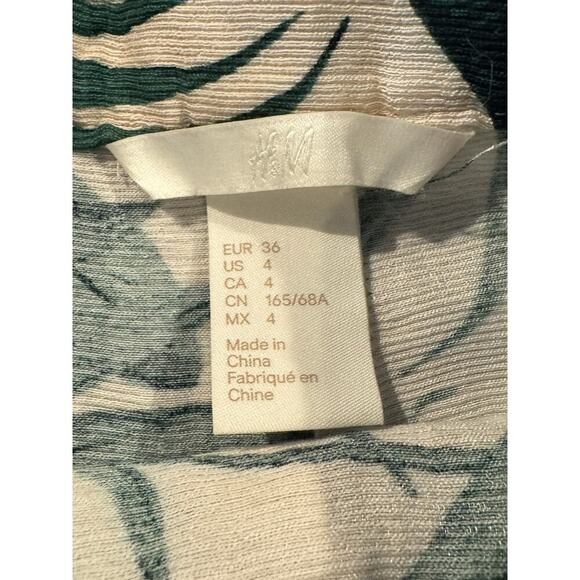 H&M
EUR 36
US 4
CA 4
CN 165/68A
MX 4
Made in
China
Fabriqué en
Chine